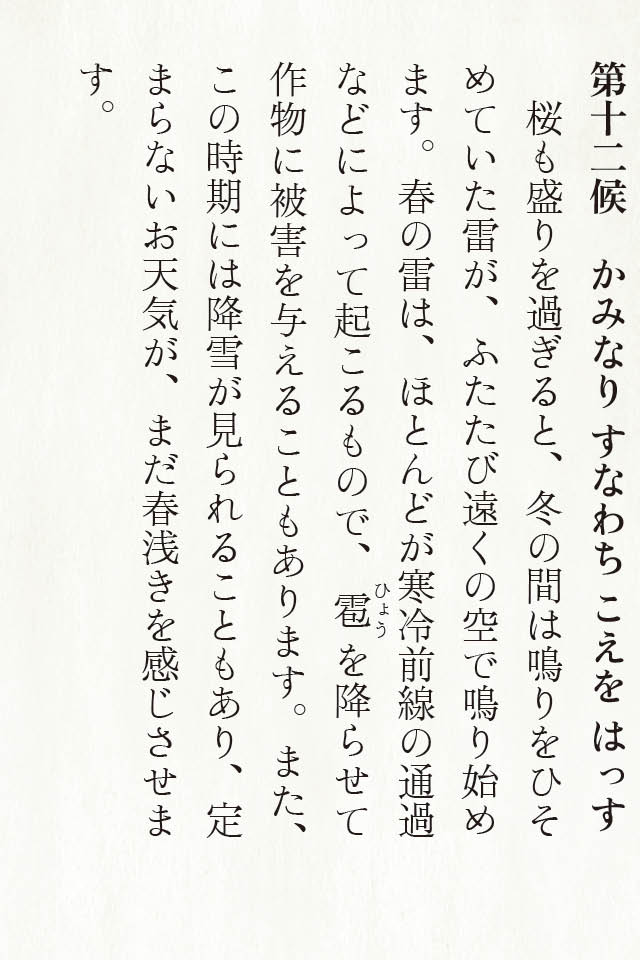 第十二候　かみなり すなわち こえを はっす
　桜も盛りを過ぎると、冬の間は鳴りをひそ
めていた雷が、ふたたび遠くの空で鳴り始め
ます。春の雷は、ほとんどが寒冷前線の通過
などによって起こるもので、雹ひょうを降らせて
作物に被害を与えることもあります。また、
この時期には降雪が見られることもあり、定
まらないお天気が、まだ春浅きを感じさせま
す。